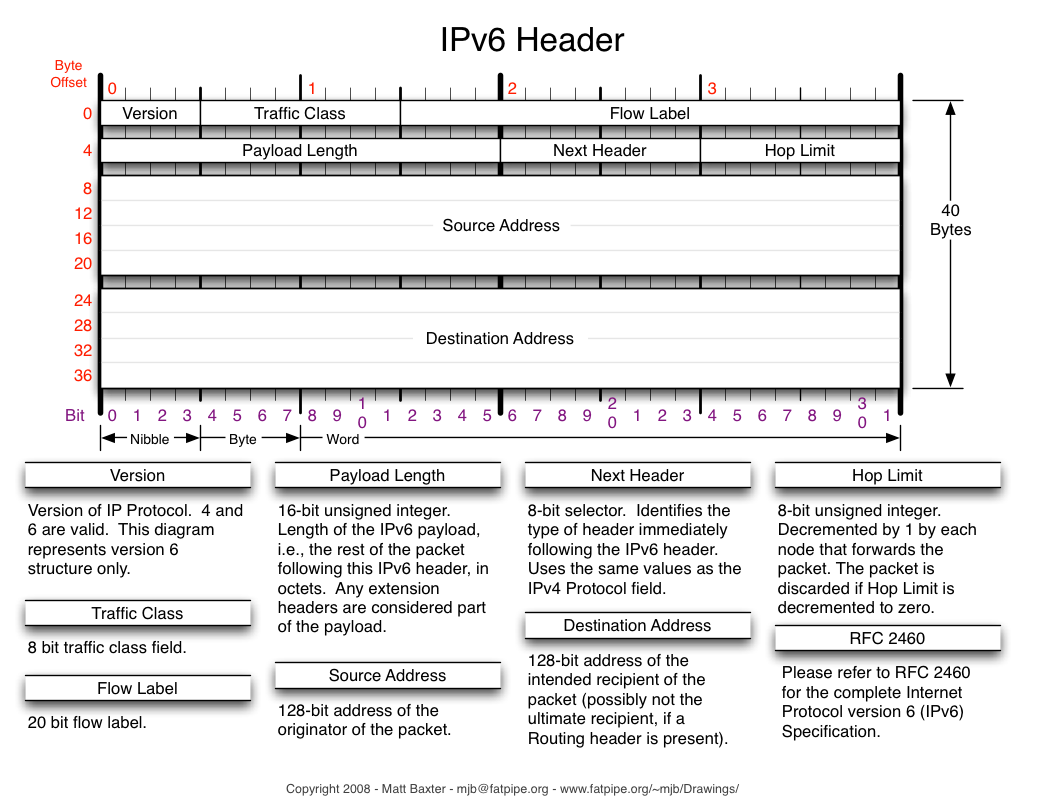 IPv6 Header
Byte
Offset
0 1 2 3
0 Version Traffic Class Flow Label
4 Payload Length Next Header Hop Limit
8
12
16
20
Source Address
24
28
32
36
Destination Address
40
Bytes
Bit 0 1 2 3 4 5 6 7 8 9 10 1 2 3 4 5 6 7 8 9 20 1 2 3 4 5 6 7 8 9 30 1
Nibble Byte Word
Version
Version of IP Protocol.  4 and
6 are valid.  This diagram
represents version 6
structure only.
Traffic Class
8 bit traffic class field.
Flow Label
20 bit flow label.
Payload Length
16-bit unsigned integer.
Length of the IPv6 payload,
i.e., the rest of the packet
following this IPv6 header, in
octets.  Any extension
headers are considered part
of the payload.
Source Address
128-bit address of the
originator of the packet.
Next Header
8-bit selector.  Identifies the
type of header immediately
following the IPv6 header.
Uses the same values as the
IPv4 Protocol field.
Destination Address
128-bit address of the
intended recipient of the
packet (possibly not the
ultimate recipient, if a
Routing header is present).
Hop Limit
8-bit unsigned integer.
Decremented by 1 by each
node that forwards the
packet. The packet is
discarded if Hop Limit is
decremented to zero.
RFC 2460
Please refer to RFC 2460
for the complete Internet
Protocol version 6 (IPv6)
Specification.
Copyright 2008 - Matt Baxter - mjb@fatpipe.org - www.fatpipe.org/~mjb/Drawings/